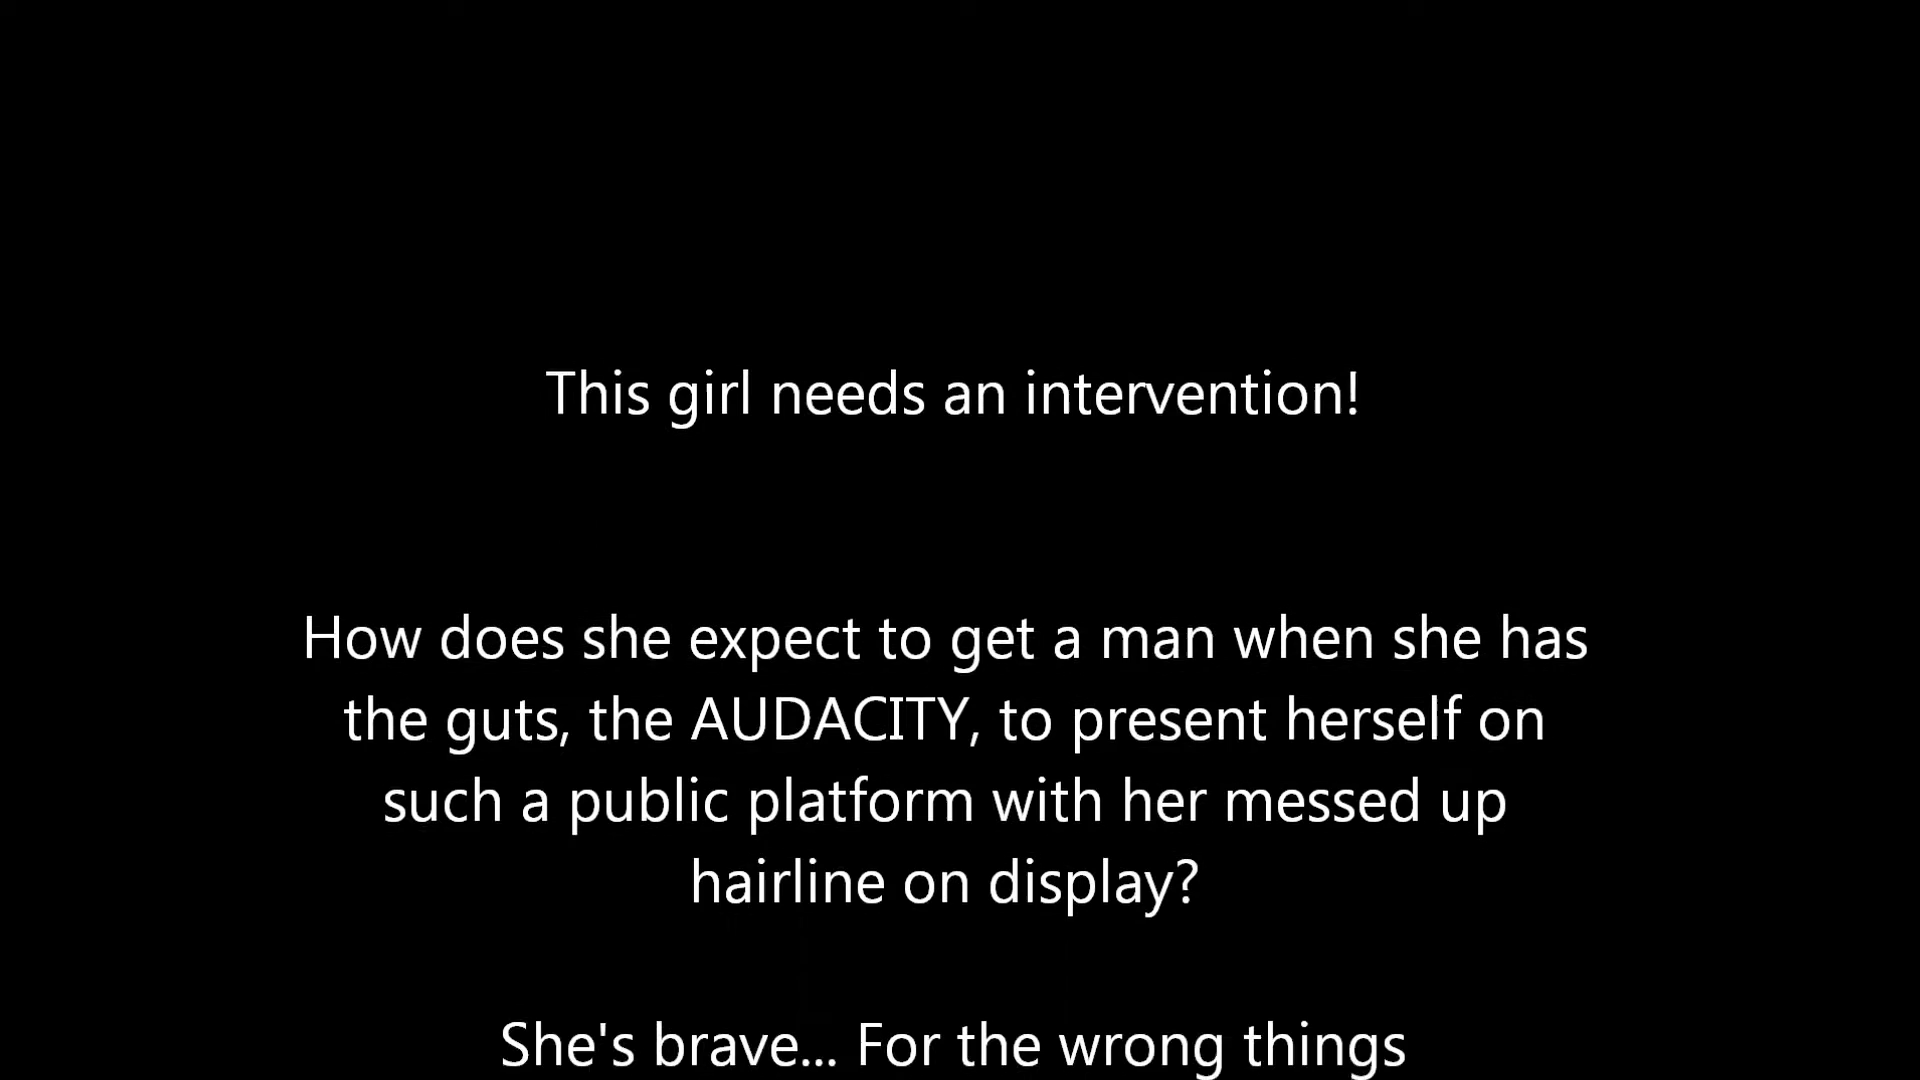 This girl needs an intervention!
How does she expect to get a man when she has
the guts, the AUDACITY, to present herself on
such a public platform with her messed up
hairline on display?
She's brave... For the wrong things